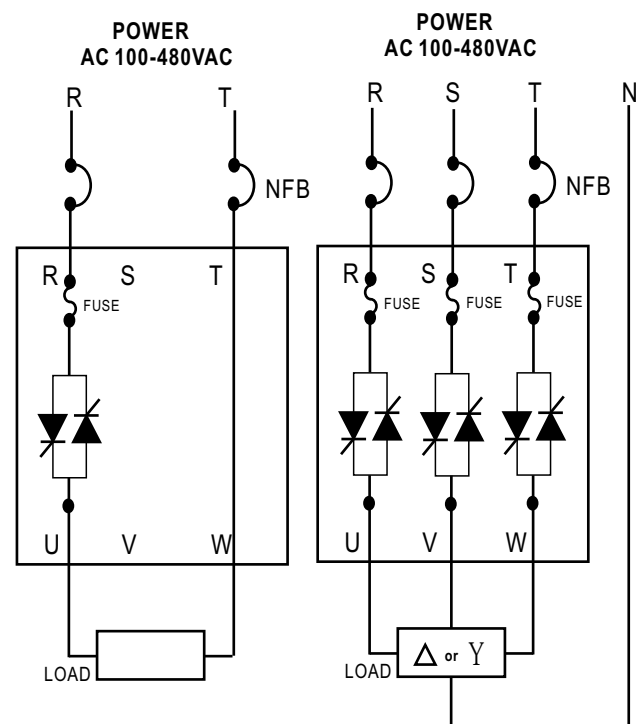 POWER
AC 100-480VAC
R T
NFB
R S T
FUSE
U V W
LOAD
POWER
AC 100-480VAC
R S T N
NFB
R S T
FUSE FUSE FUSE
U V W
LOAD Δ or Y